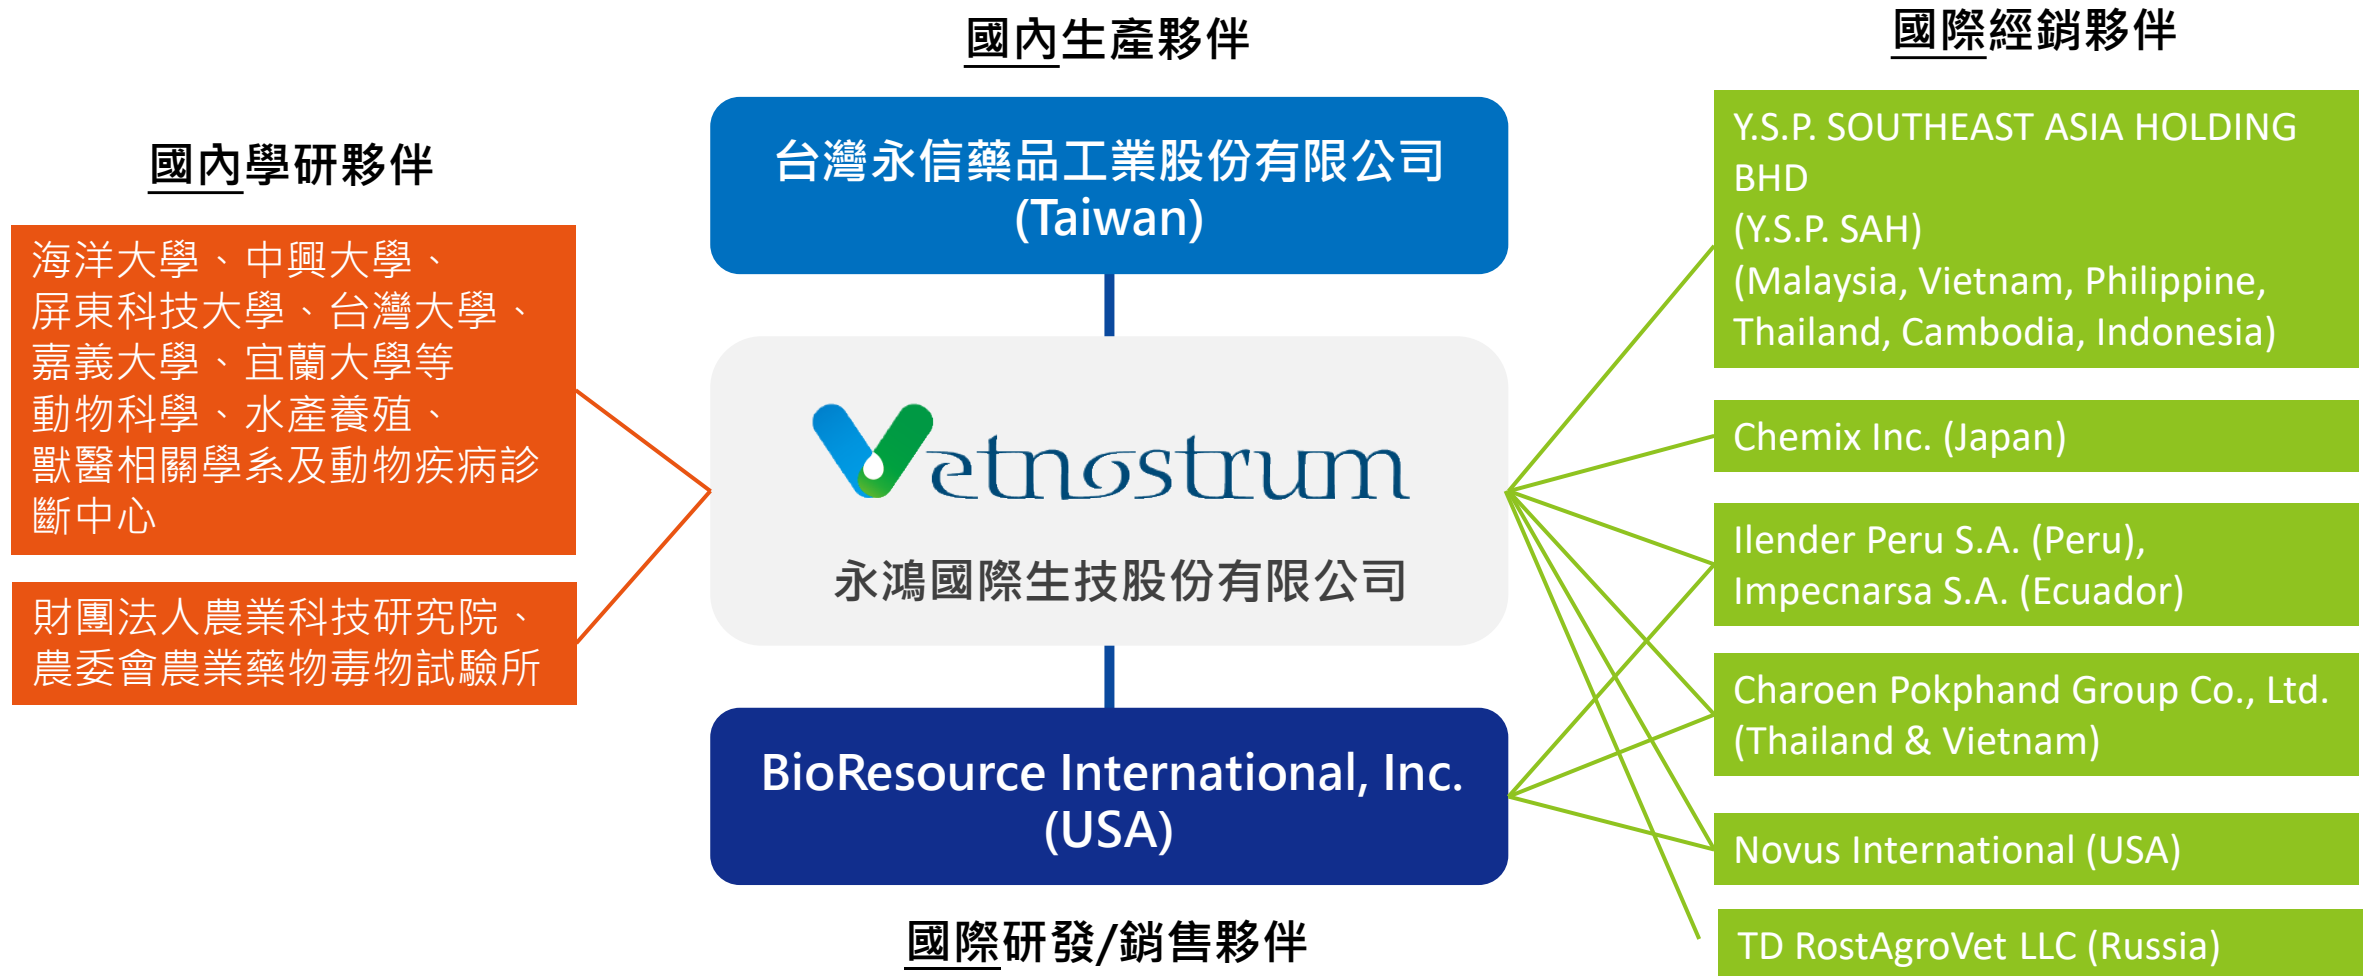 國內學研夥伴
海洋大學、中興大學、
屏東科技大學、台灣大學、
嘉義大學、宜蘭大學等
動物科學、水產養殖、
獸醫相關學系及動物疾病診
斷中心
財團法人農業科技研究院、
農委會農業藥物毒物試驗所
國內生產夥伴
台灣永信藥品工業股份有限公司
(Taiwan)
Vetnostrum
永鴻國際生技股份有限公司
BioResource International, Inc.
(USA)
國際研發/銷售夥伴
國際經銷夥伴
Y.S.P. SOUTHEAST ASIA HOLDING
BHD
(Y.S.P. SAH)
(Malaysia, Vietnam, Philippine,
Thailand, Cambodia, Indonesia)
Chemix Inc. (Japan)
Ilender Peru S.A. (Peru),
Impecnarsa S.A. (Ecuador)
Charoen Pokphand Group Co., Ltd.
(Thailand & Vietnam)
Novus International (USA)
TD RostAgroVet LLC (Russia)